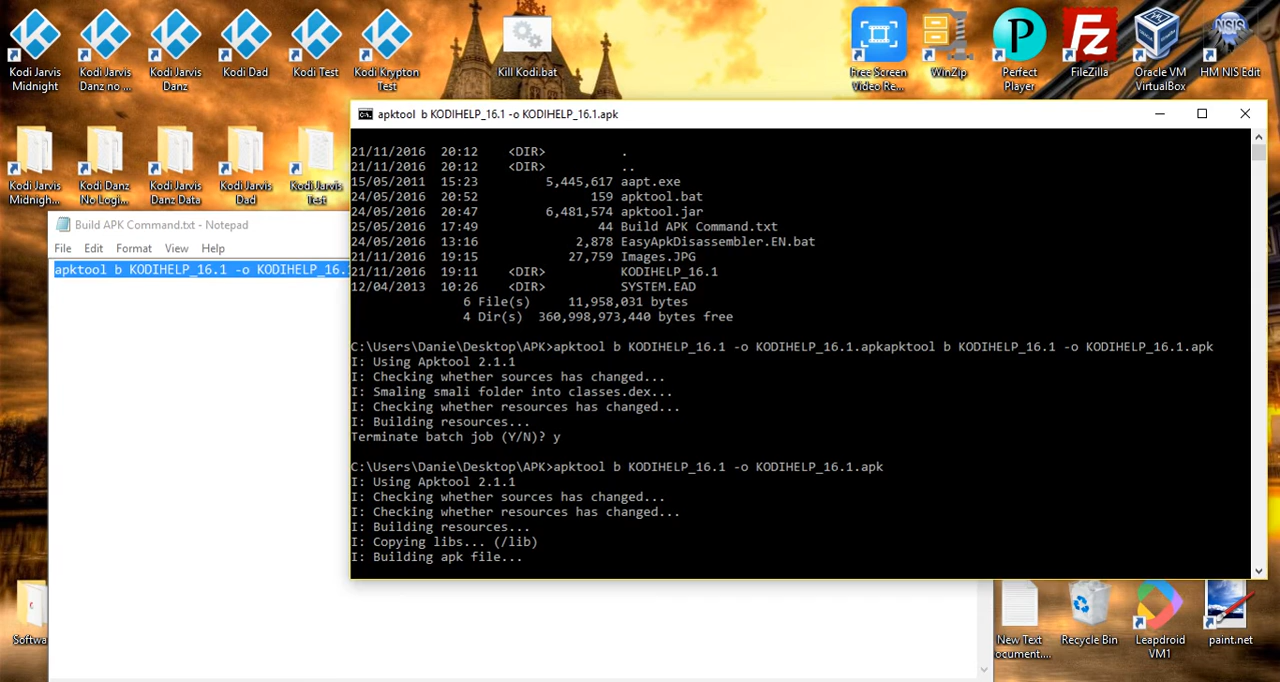 Kodi Jarvis Midnight
Kodi Jarvis Danz no ...
Kodi Jarvis Danz
Kodi Dad
Kodi Test
Kodi Krypton Test
Kill Kodi.bat
Free Screen Video Re...
WinZip
Perfect Player
FileZilla
Oracle VM VirtualBox
NSIS
HM NIS Edit
Kodi Jarvis Midnigh...
Kodi Danz No Logi...
Kodi Jarvis Danz Data
Kodi Jarvis Dad
Kodi Jarvis Test
Build APK Command.txt - Notepad
File Edit Format View Help
apktool b KODIHELP_16.1 -o KODIHELP_16.1
apktool b KODIHELP_16.1 -o KODIHELP_16.1.apk
21/11/2016 20:12 <DIR> .
21/11/2016 20:12 <DIR> ..
15/05/2011 15:23 5,445,617 aapt.exe
24/05/2016 20:52 159 apktool.bat
24/05/2016 20:47 6,481,574 apktool.jar
25/05/2016 17:49 44 Build APK Command.txt
24/05/2016 13:16 2,878 EasyApkDisassembler.EN.bat
21/11/2016 19:15 27,759 Images.JPG
21/11/2016 19:11 <DIR> KODIHELP_16.1
12/04/2013 10:26 <DIR> SYSTEM.EAD
6 File(s) 11,958,031 bytes
4 Dir(s) 360,998,973,440 bytes free
C:\Users\Danie\Desktop\APK>apktool b KODIHELP_16.1 -o KODIHELP_16.1.apkapktool b KODIHELP_16.1 -o KODIHELP_16.1.apk
I: Using Apktool 2.1.1
I: Checking whether sources has changed...
I: Smaling smali folder into classes.dex...
I: Checking whether resources has changed...
I: Building resources...
Terminate batch job (Y/N)? y
C:\Users\Danie\Desktop\APK>apktool b KODIHELP_16.1 -o KODIHELP_16.1.apk
I: Using Apktool 2.1.1
I: Checking whether sources has changed...
I: Checking whether resources has changed...
I: Building resources...
I: Copying libs... (/lib)
I: Building apk file...
Softwa
New Text ocument....
Recycle Bin
Leapdroid VM1
paint.net